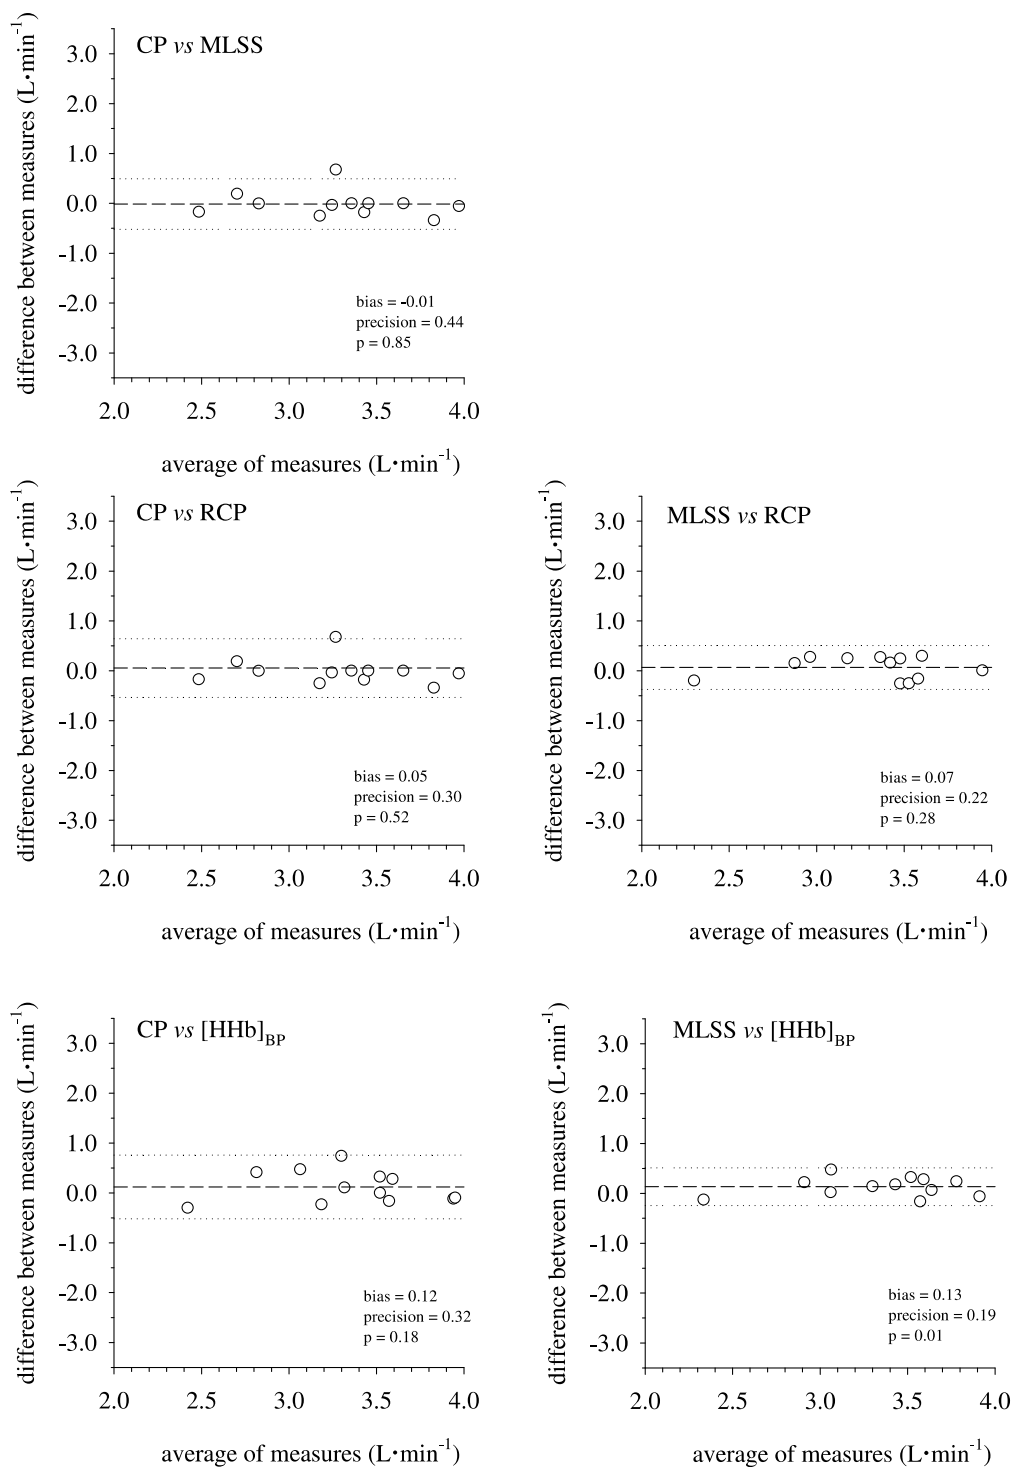 CP vs MLSS
difference between measures (L·min⁻¹)
3.0
2.0
1.0
0.0
-1.0
-2.0
-3.0
bias = -0.01
precision = 0.44
p = 0.85
2.0 2.5 3.0 3.5 4.0
average of measures (L·min⁻¹)
CP vs RCP
difference between measures (L·min⁻¹)
3.0
2.0
1.0
0.0
-1.0
-2.0
-3.0
bias = 0.05
precision = 0.30
p = 0.52
2.0 2.5 3.0 3.5 4.0
average of measures (L·min⁻¹)
MLSS vs RCP
difference between measures (L·min⁻¹)
3.0
2.0
1.0
0.0
-1.0
-2.0
-3.0
bias = 0.07
precision = 0.22
p = 0.28
2.0 2.5 3.0 3.5 4.0
average of measures (L·min⁻¹)
CP vs [HHb]BP
difference between measures (L·min⁻¹)
3.0
2.0
1.0
0.0
-1.0
-2.0
-3.0
bias = 0.12
precision = 0.32
p = 0.18
2.0 2.5 3.0 3.5 4.0
average of measures (L·min⁻¹)
MLSS vs [HHb]BP
difference between measures (L·min⁻¹)
3.0
2.0
1.0
0.0
-1.0
-2.0
-3.0
bias = 0.13
precision = 0.19
p = 0.01
2.0 2.5 3.0 3.5 4.0
average of measures (L·min⁻¹)